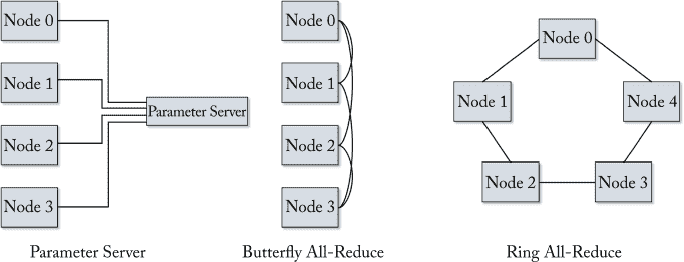 Node 0
Node 1
Node 2
Node 3
Parameter Server
Parameter Server
Node 0
Node 1
Node 2
Node 3
Butterfly All-Reduce
Node 0
Node 1
Node 4
Node 2
Node 3
Ring All-Reduce